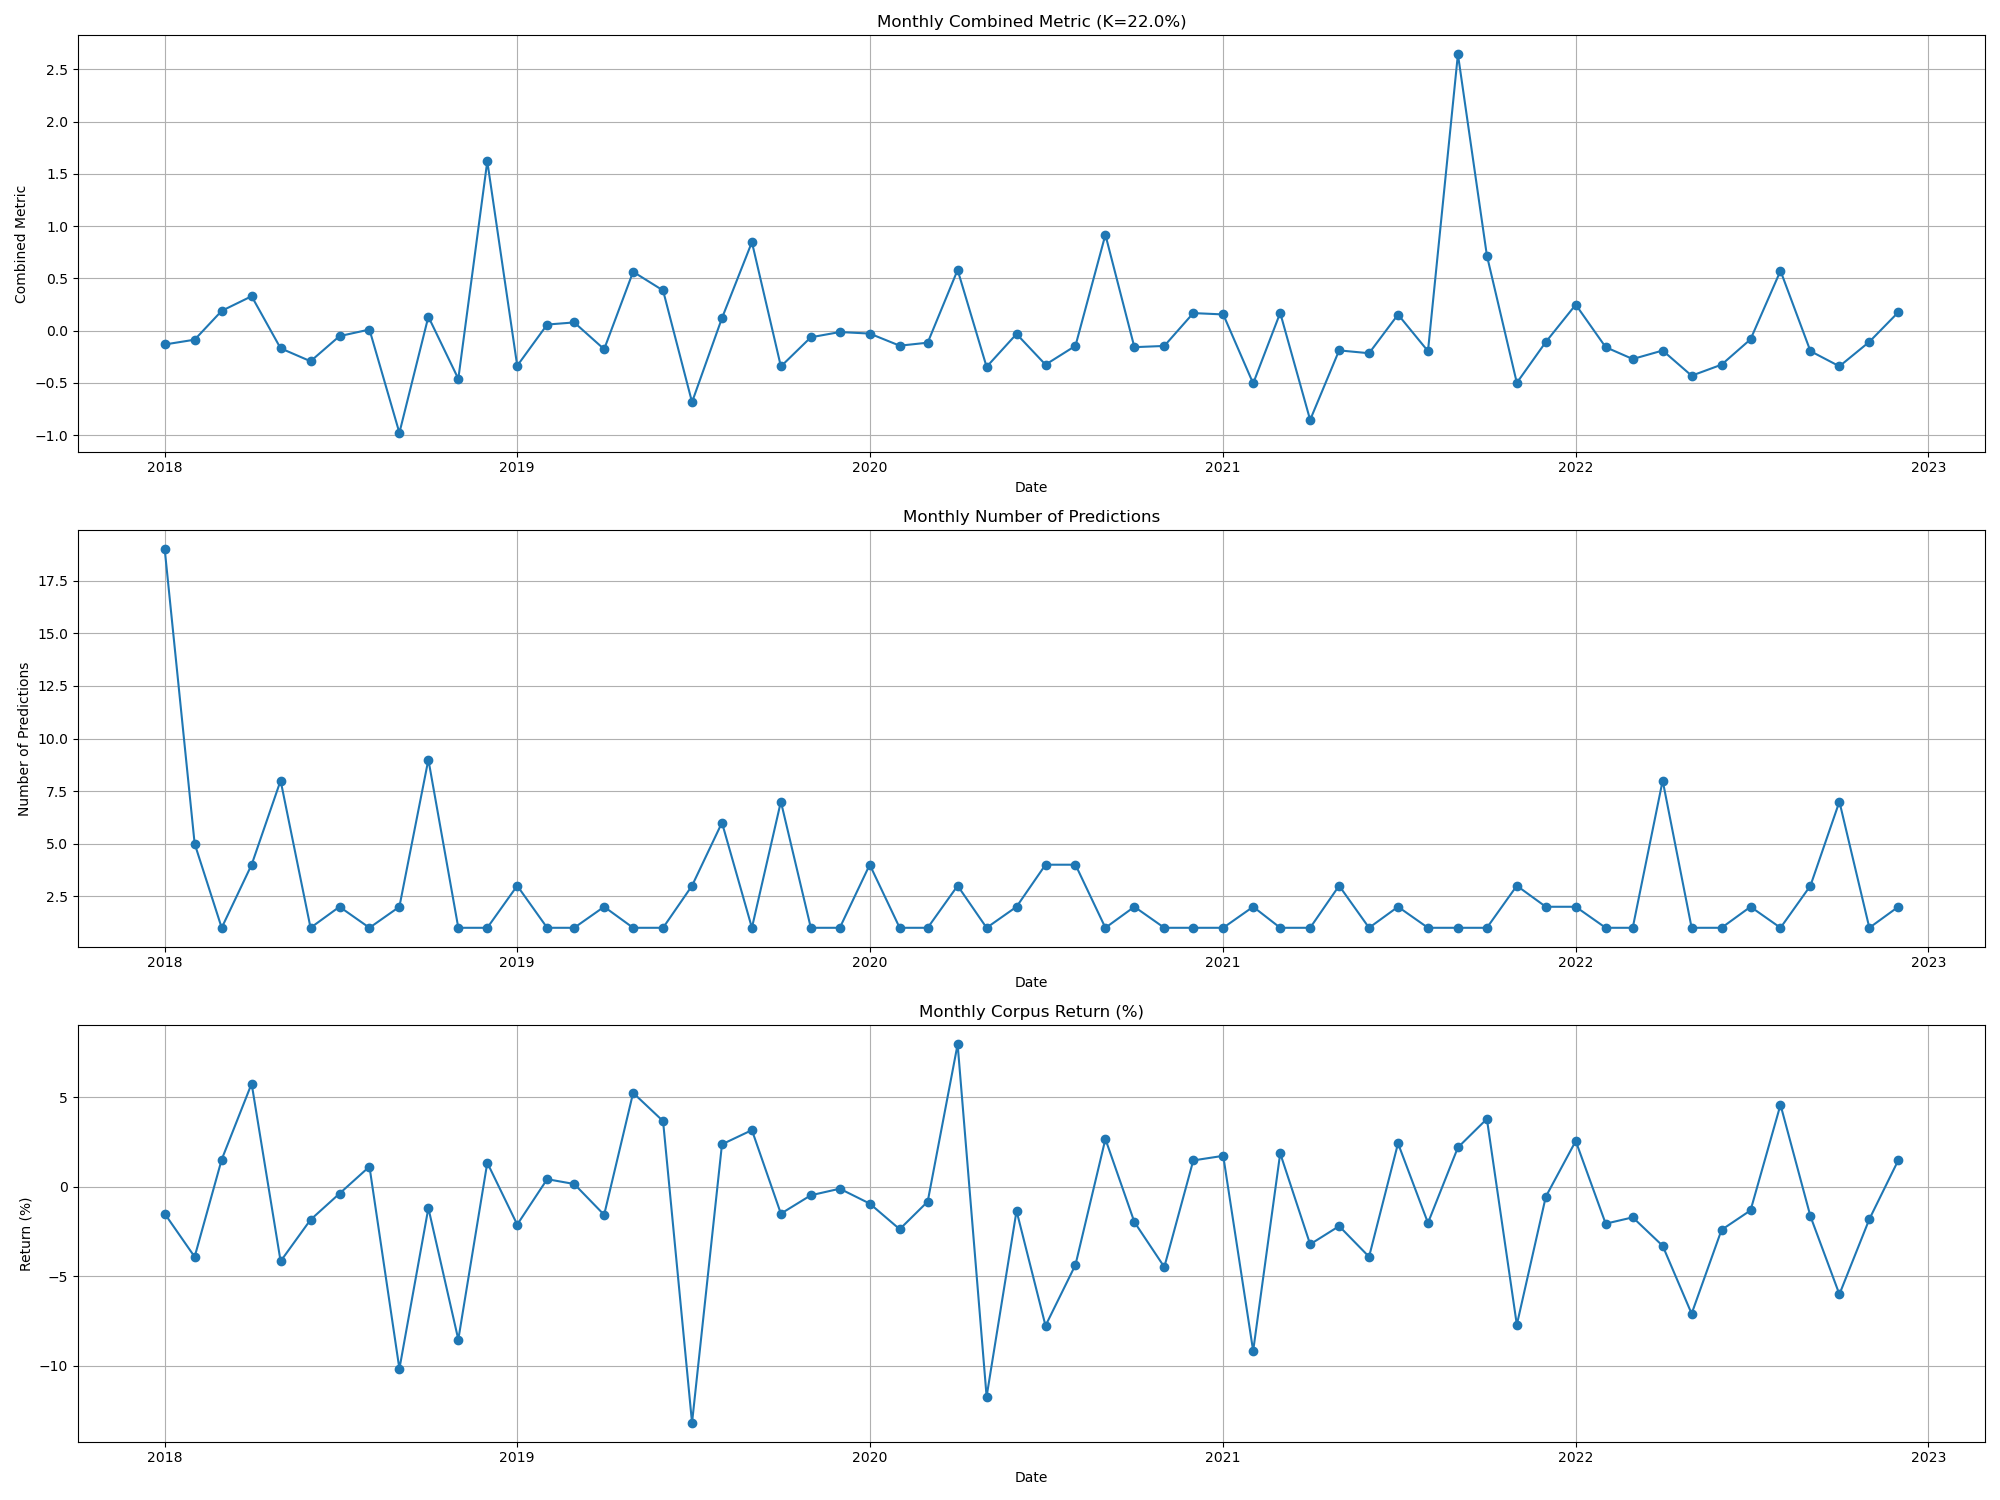 Monthly Combined Metric (K=22.0%)
Combined Metric
2.5
2.0
1.5
1.0
0.5
0.0
−0.5
−1.0
2018 2019 2020 2021 2022 2023
Date
Monthly Number of Predictions
Number of Predictions
17.5
15.0
12.5
10.0
7.5
5.0
2.5
2018 2019 2020 2021 2022 2023
Date
Monthly Corpus Return (%)
Return (%)
5
0
−5
−10
2018 2019 2020 2021 2022 2023
Date